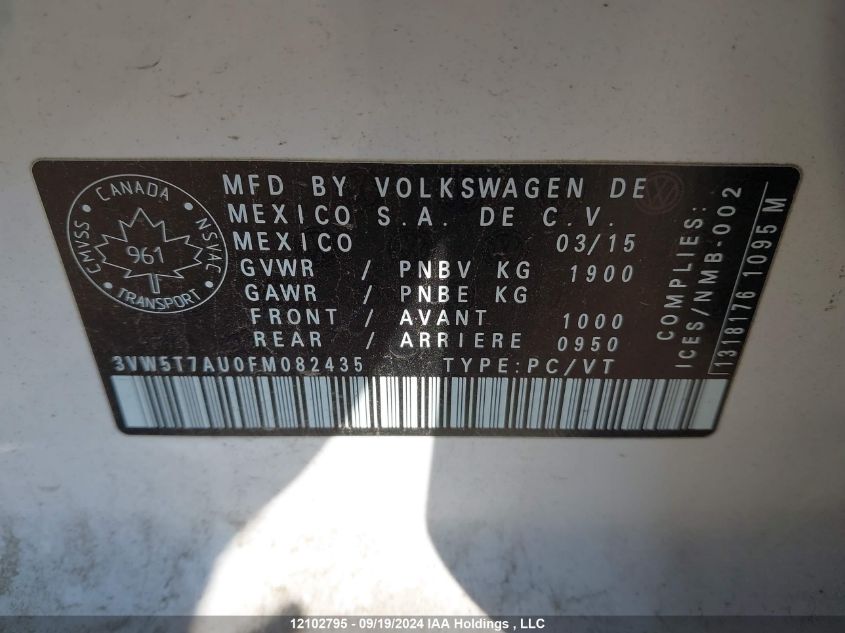 CANADA
CMVSS
NSVAC
961
TRANSPORT
MFD BY VOLKSWAGEN DE
MEXICO S.A. DE C.V.
MEXICO 03/15
GVWR / PNBV KG 1900
GAWR / PNBE KG
FRONT / AVANT 1000
REAR / ARRIERE 0950
3VW5T7AU0FM082435 TYPE:PC/VT
COMPLIES:
ICES/NMB-002
1318176 1095 M
12102795 - 09/19/2024 IAA Holdings , LLC